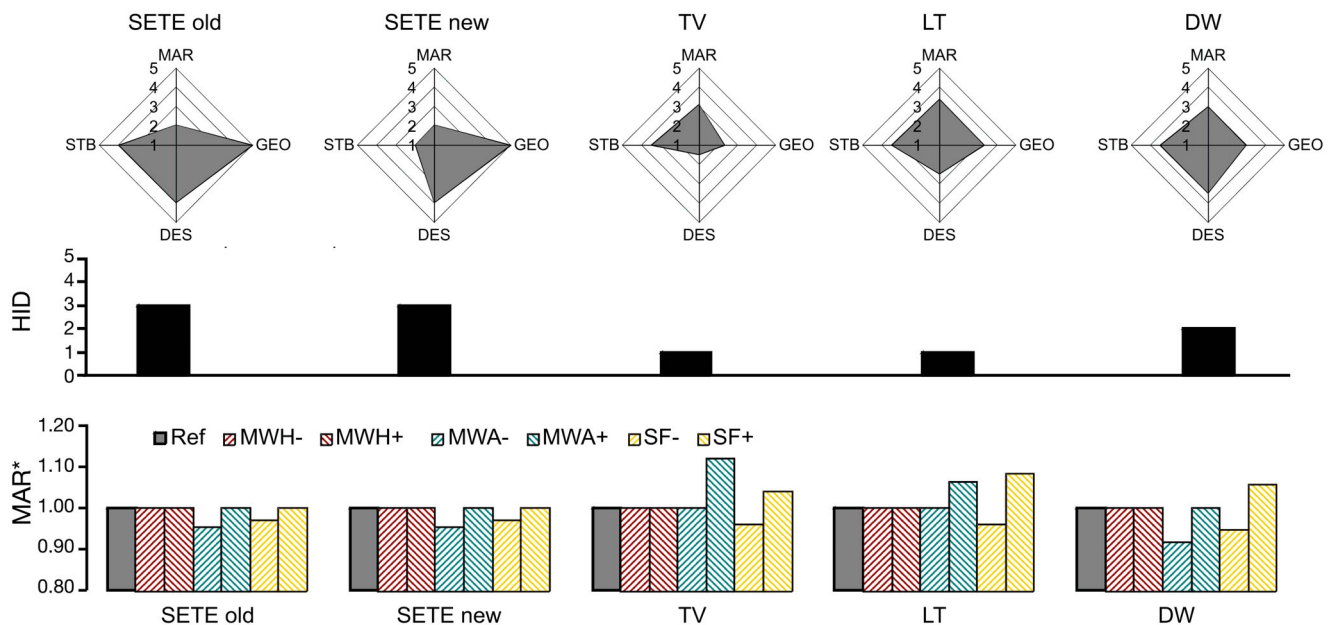 SETE old SETE new TV LT DW
MAR MAR MAR MAR MAR
5 5 5 5 5
4 4 4 4 4
3 3 3 3 3
2 2 2 2 2
STB 1 GEO STB 1 GEO STB 1 GEO STB 1 GEO STB 1 GEO
DES DES DES DES DES
HID
5
4
3
2
1
0
MAR*
1.20
Ref MWH- MWH+ MWA- MWA+ SF- SF+
1.10
1.00
0.90
0.80
SETE old SETE new TV LT DW